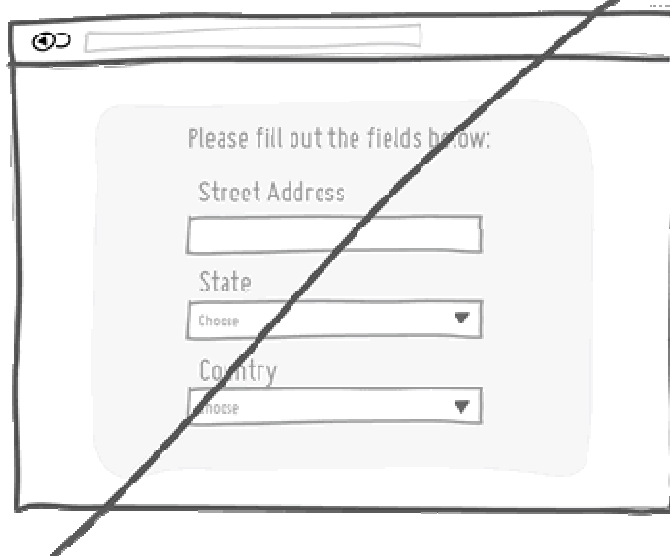 Please fill out the fields below:
Street Address
State
Choose
Country
Choose